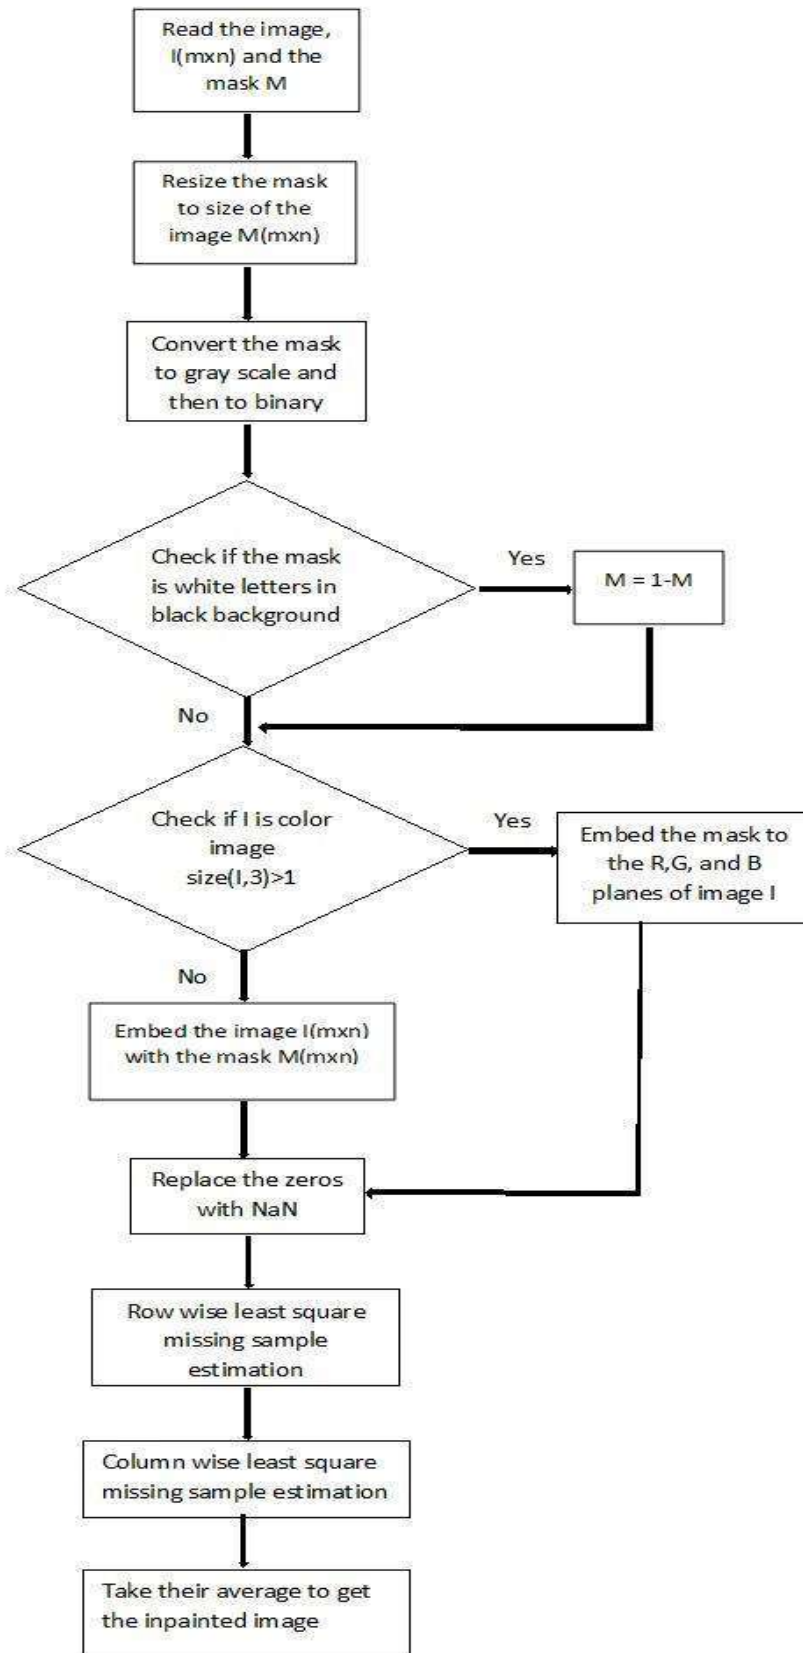 Read the image,
I(mxn) and the
mask M
Resize the mask
to size of the
image M(mxn)
Convert the mask
to gray scale and
then to binary
Check if the mask
is white letters in
black background
Yes
M = 1-M
No
Check if I is color
image
size(I,3)>1
Yes
Embed the mask to
the R,G, and B
planes of image I
No
Embed the image I(mxn)
with the mask M(mxn)
Replace the zeros
with NaN
Row wise least square
missing sample
estimation
Column wise least square
missing sample estimation
Take their average to get
the inpainted image